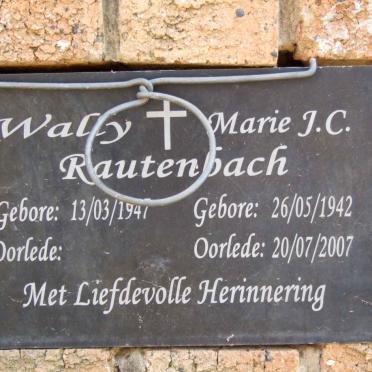 Wally Marie J.C.
Rautenbach
Gebore: 13/03/1947 Gebore: 26/05/1942
Oorlede: Oorlede: 20/07/2007
Met Liefdevolle Herinnering